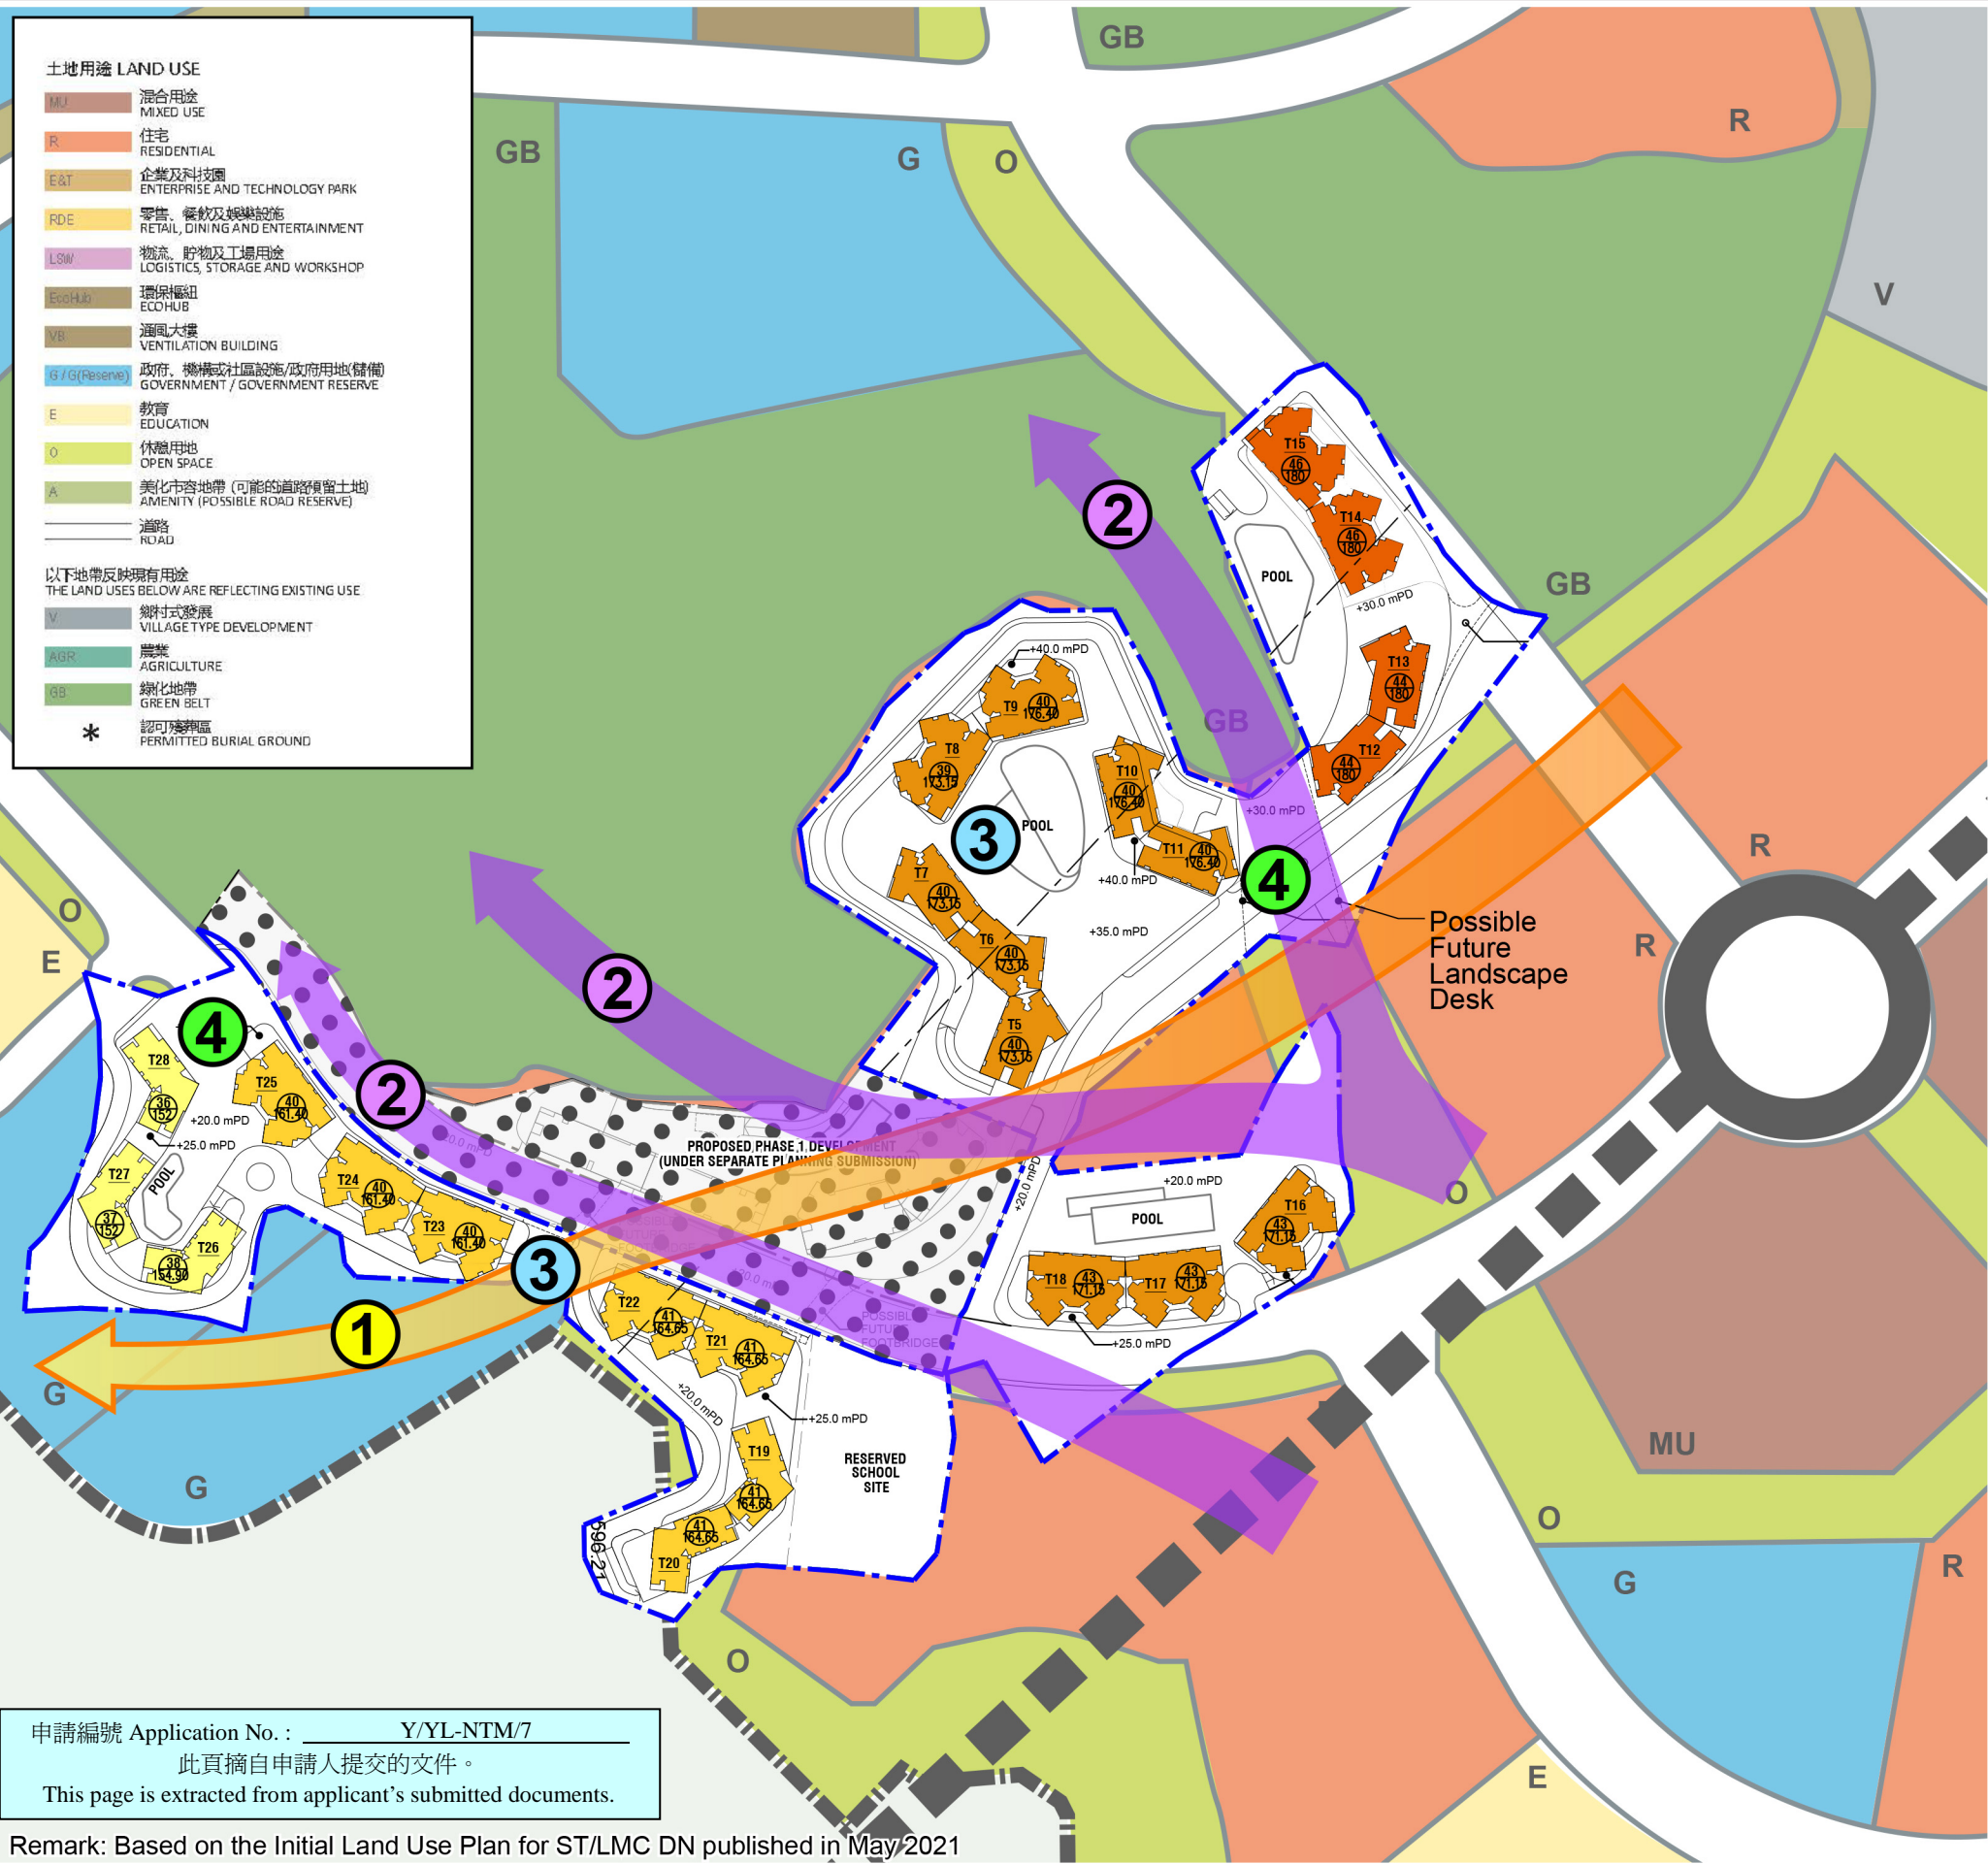 土地用途 LAND USE
MU 混合用途
MIXED USE
R 住宅
RESIDENTIAL
E&T 企業及科技園
ENTERPRISE AND TECHNOLOGY PARK
RDE 零售、餐飲及娛樂設施
RETAIL, DINING AND ENTERTAINMENT
LSW 物流、貯物及工場用途
LOGISTICS, STORAGE AND WORKSHOP
EcoHub 環保樞紐
ECOHUB
VB 通風大樓
VENTILATION BUILDING
G / G(Reserve) 政府、機構或社區設施/政府用地(儲備)
GOVERNMENT / GOVERNMENT RESERVE
E 教育
EDUCATION
O 休憩用地
OPEN SPACE
A 美化市容地帶 (可能的道路預留土地)
AMENITY (POSSIBLE ROAD RESERVE)
道路
ROAD
以下地帶反映現有用途
THE LAND USES BELOW ARE REFLECTING EXISTING USE
V 鄉村式發展
VILLAGE TYPE DEVELOPMENT
AGR 農業
AGRICULTURE
GB 綠化地帶
GREEN BELT
* 認可殯葬區
PERMITTED BURIAL GROUND
GB
R
GB
G
O
V
T15
46
180
2
T14
46
180
POOL
GB
+30.0 mPD
+40.0 mPD
T13
44
180
T9 40
176.40
GB
T8
39
173.15
T12
44
180
T10
40
176.40
+30.0 mPD
3
POOL
R
T11 40
176.40
T7
40
173.15
+40.0 mPD
4
O
Possible
Future
Landscape
Desk
+35.0 mPD
T6
40
173.15
R
E
2
4
T5
40
173.15
T28
36
152
T25
40
161.40
2
+20.0 mPD
+25.0 mPD
+20.0 mPD
PROPOSED PHASE 1 DEVELOPMENT
(UNDER SEPARATE PLANNING SUBMISSION)
T27
37
152
POOL
T24
40
161.40
+20.0 mPD
+20.0 mPD
POOL
T16
43
171.15
O
T23
40
161.40
T26
38
154.90
3
POSSIBLE
FUTURE
FOOTBRIDGE
+20.0 mPD
T18 43
171.15
T17 43
171.15
1
T22
41
164.65
T21
41
164.65
POSSIBLE
FUTURE
FOOTBRIDGE
+25.0 mPD
G
+20.0 mPD
+25.0 mPD
T19
41
164.65
RESERVED
SCHOOL
SITE
MU
G
41
164.65
T20
596.21
O
G
R
O
E
申請編號 Application No. : Y/YL-NTM/7
此頁摘自申請人提交的文件。
This page is extracted from applicant's submitted documents.
Remark: Based on the Initial Land Use Plan for ST/LMC DN published in May 2021